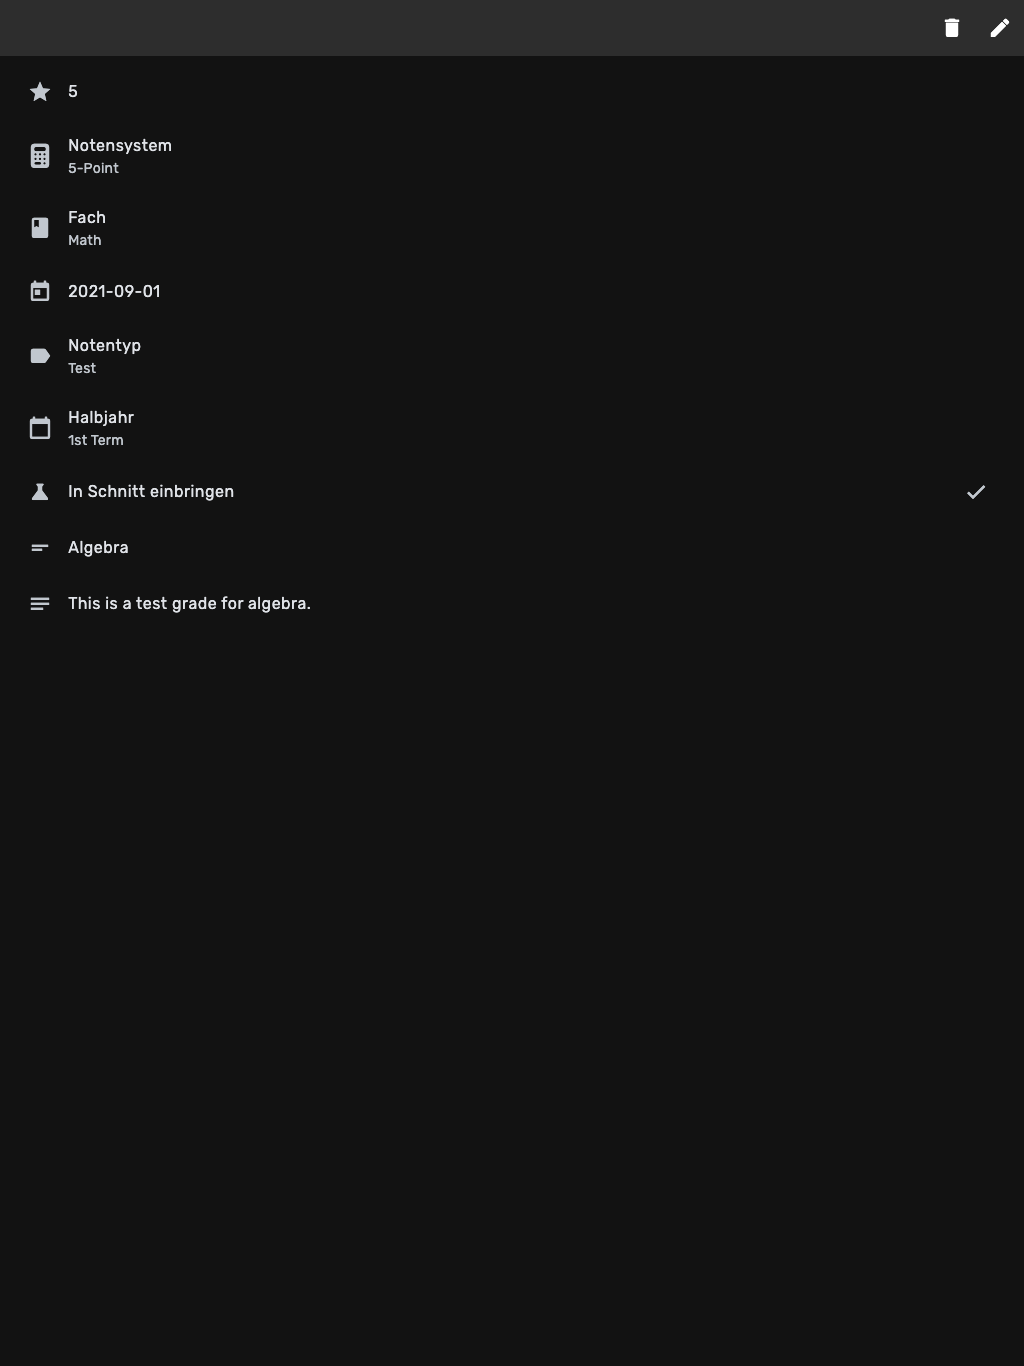 5
Notensystem
5-Point
Fach
Math
2021-09-01
Notentyp
Test
Halbjahr
1st Term
In Schnitt einbringen
Algebra
This is a test grade for algebra.